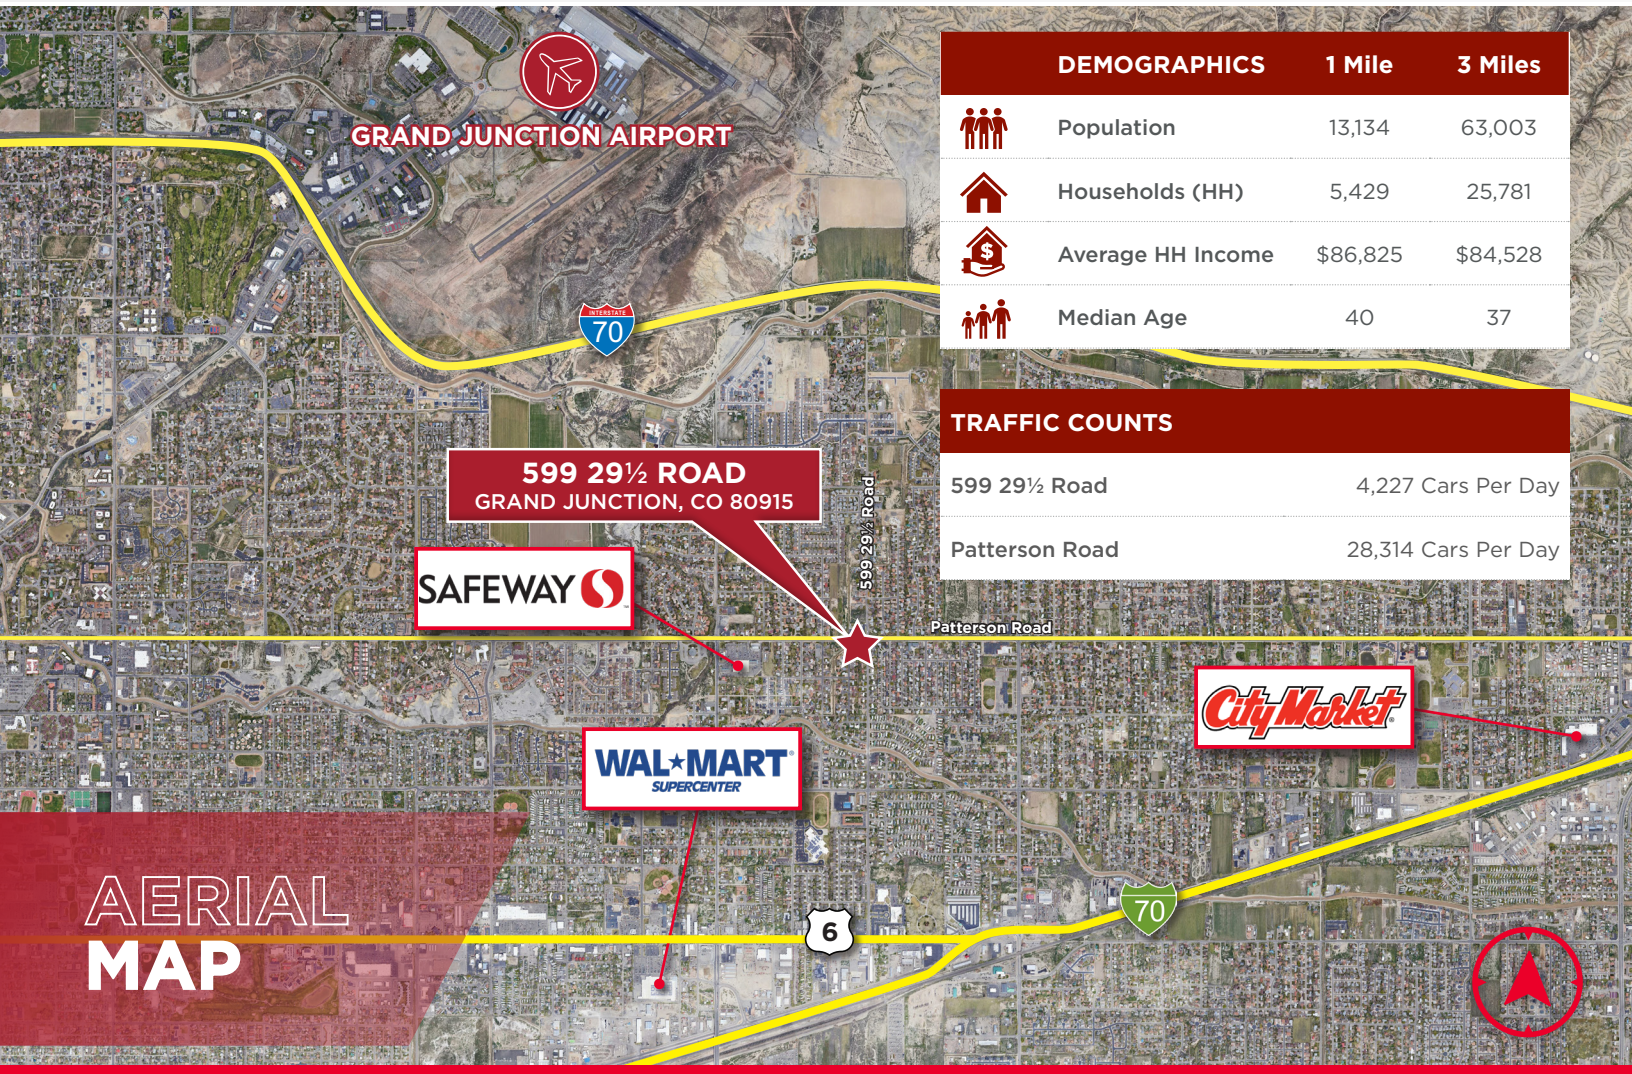 GRAND JUNCTION AIRPORT
DEMOGRAPHICS 1 Mile 3 Miles
Population 13,134 63,003
Households (HH) 5,429 25,781
$
Average HH Income $86,825 $84,528
Median Age 40 37
INTERSTATE
70
TRAFFIC COUNTS
599 29½ Road 4,227 Cars Per Day
Patterson Road 28,314 Cars Per Day
599 29½ ROAD
GRAND JUNCTION, CO 80915
599 29½ Road
SAFEWAY
Patterson Road
City Market
WAL★MART®
SUPERCENTER
70
6
AERIAL
MAP